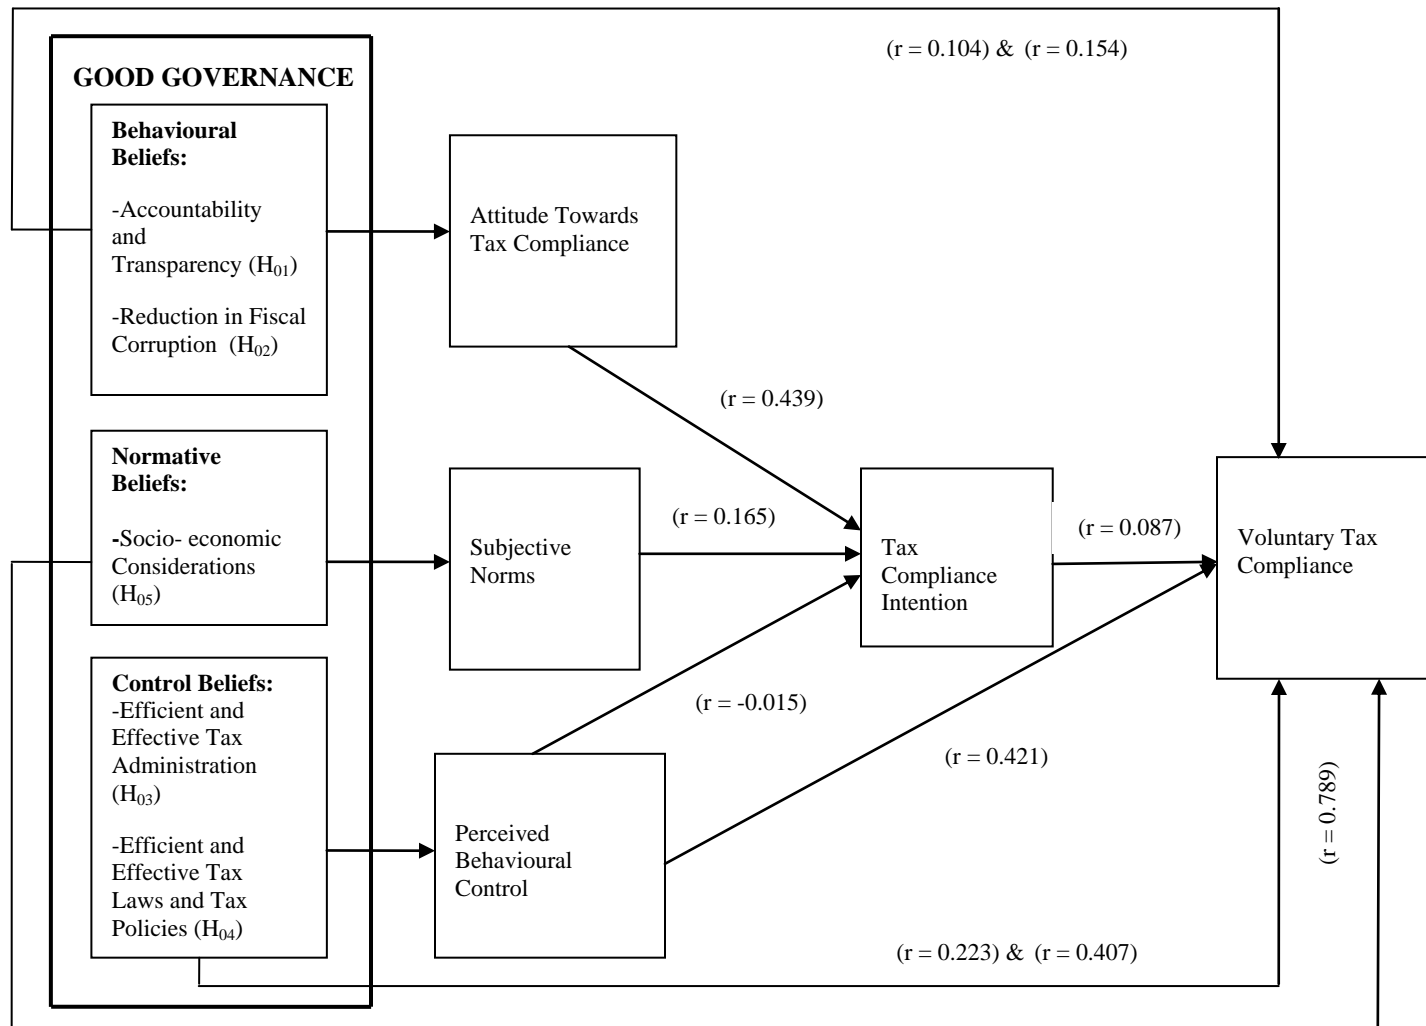 (r = 0.104) & (r = 0.154)
GOOD GOVERNANCE
Behavioural
Beliefs:
-Accountability
and
Transparency (H01)
-Reduction in Fiscal
Corruption (H02)
Attitude Towards
Tax Compliance
(r = 0.439)
Normative
Beliefs:
-Socio- economic
Considerations
(H05)
Subjective
Norms
(r = 0.165)
Tax
Compliance
Intention
(r = 0.087)
Voluntary Tax
Compliance
Control Beliefs:
-Efficient and
Effective Tax
Administration
(H03)
-Efficient and
Effective Tax
Laws and Tax
Policies (H04)
Perceived
Behavioural
Control
(r = -0.015)
(r = 0.421)
(r = 0.789)
(r = 0.223) & (r = 0.407)